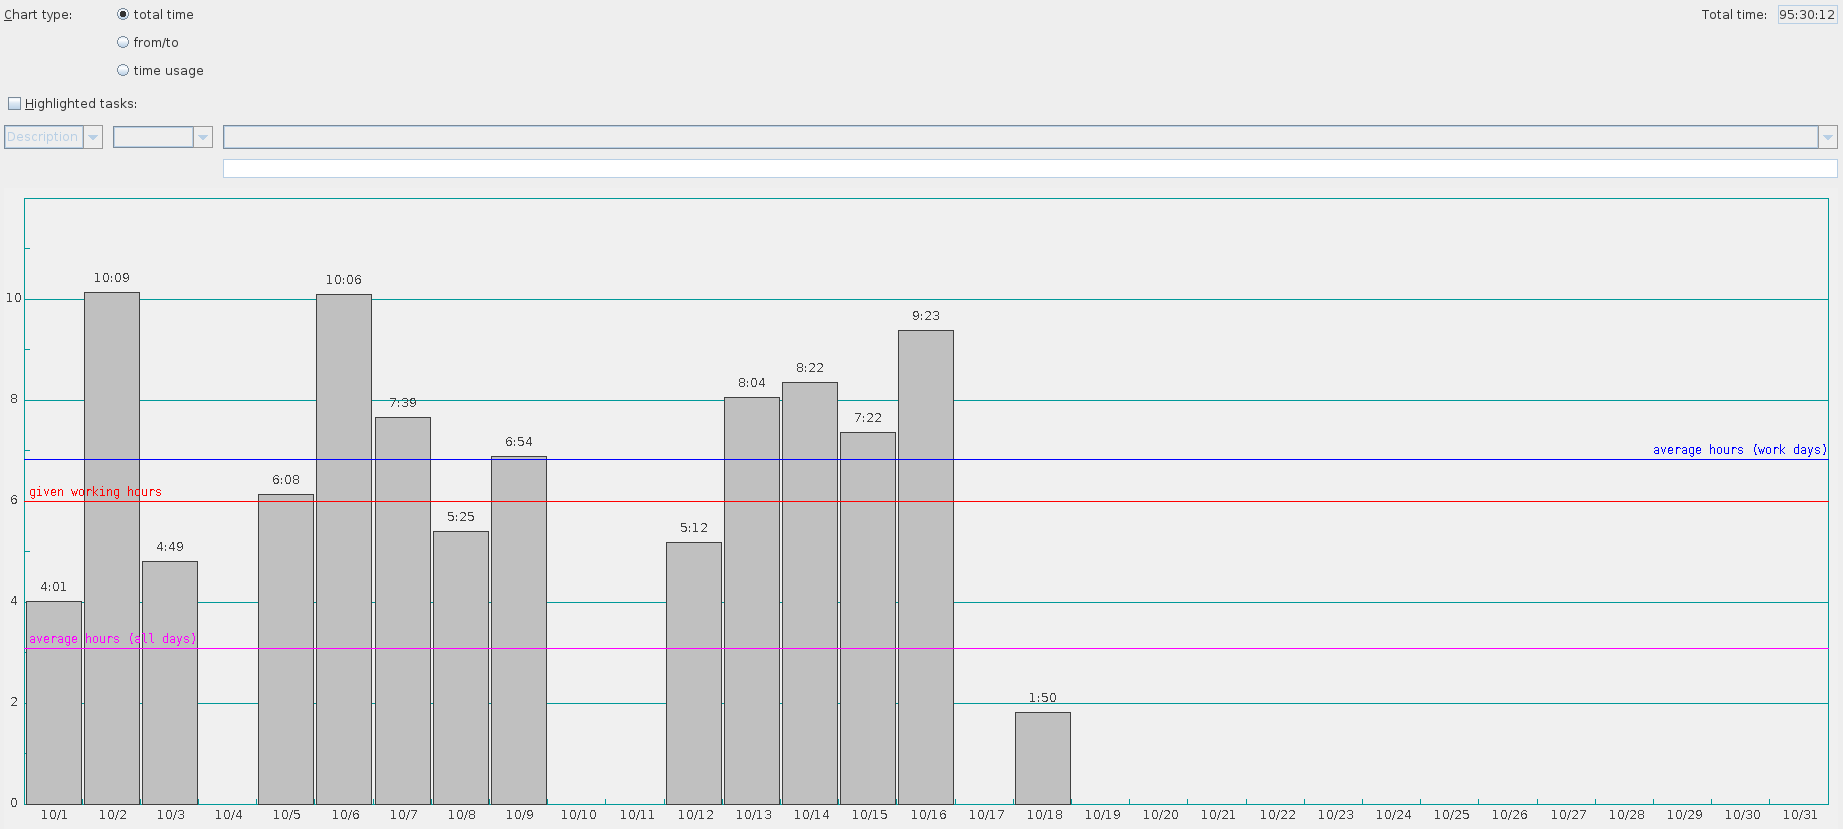 Chart type: total time Total time: 95:30:12
from/to
time usage
Highlighted tasks:
Description
10:09 10:06
10
9:23
8:22
8:04
8 7:39
7:22
6:54
average hours (work days)
6:08
given working hours
6
5:25
5:12
4:49
4:01
4
average hours (all days)
2
1:50
0
10/1 10/2 10/3 10/4 10/5 10/6 10/7 10/8 10/9 10/10 10/11 10/12 10/13 10/14 10/15 10/16 10/17 10/18 10/19 10/20 10/21 10/22 10/23 10/24 10/25 10/26 10/27 10/28 10/29 10/30 10/31